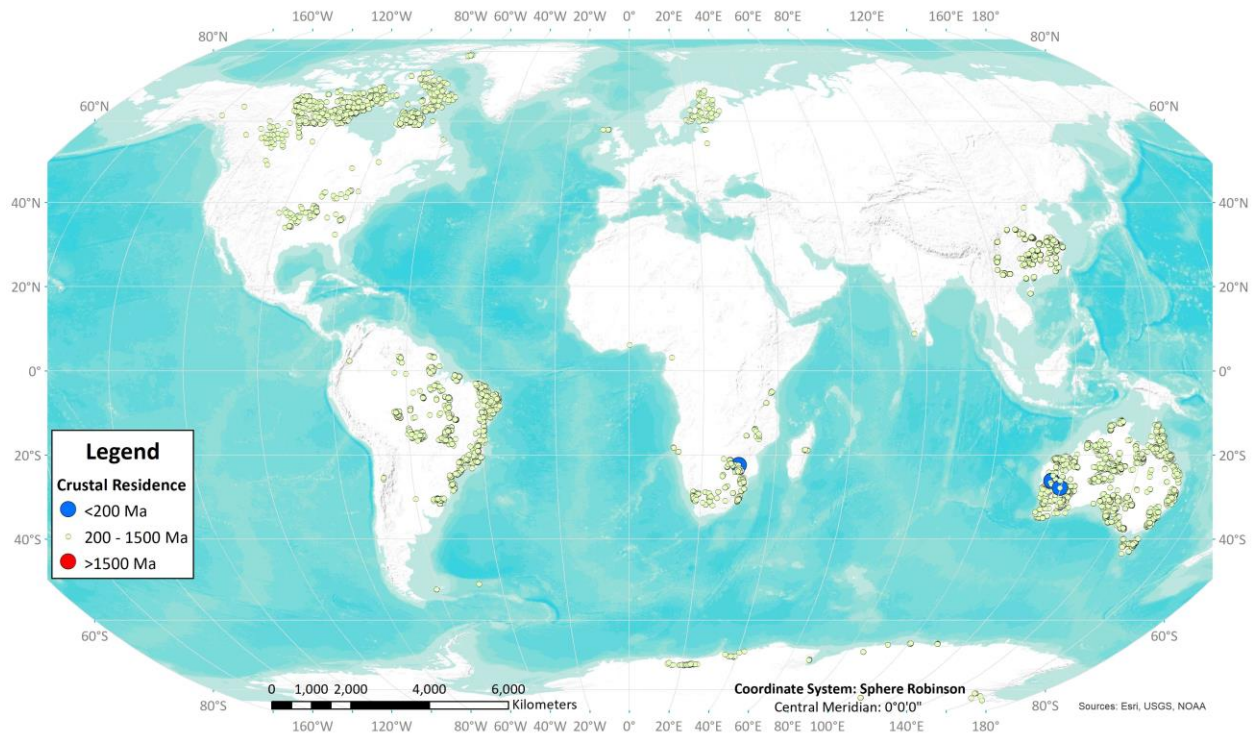 160°W 120°W 80°W 40°W 20°W 0° 20°E 40°E 60°E 80°E 120°E 160°E 180°
80°N 80°N
60°N 60°N
40°N 40°N
20°N 20°N
0° 0°
20°S 20°S
40°S 40°S
60°S 60°S
80°S 80°S
Legend
Crustal Residence
<200 Ma
200 - 1500 Ma
>1500 Ma
0 1,000 2,000 4,000 6,000
Kilometers
Coordinate System: Sphere Robinson
Central Meridian: 0°0'0"
Sources: Esri, USGS, NOAA
160°W 120°W 100°W 80°W 60°W 40°W 20°W 0° 20°E 40°E 60°E 80°E 100°E 140°E 180°